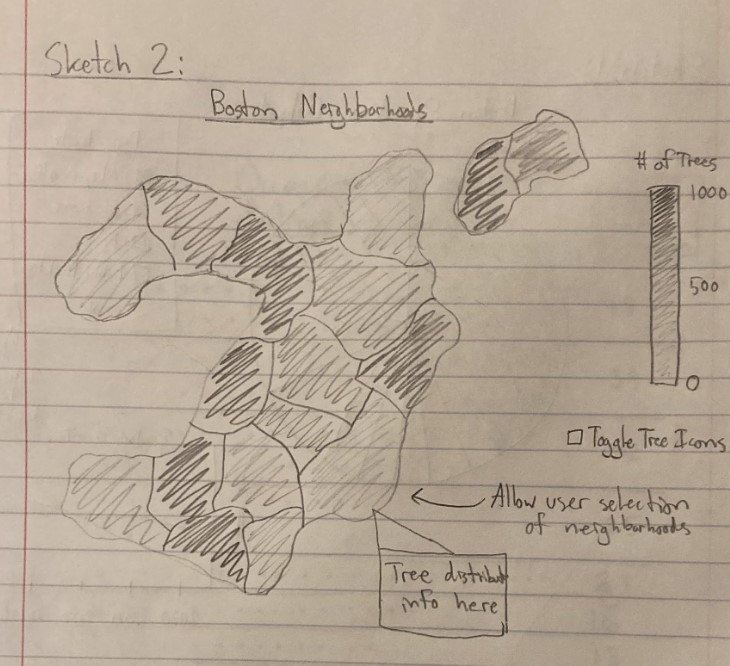 Sketch 2:
Boston Neighborhoods
# of Trees
1000
500
0
Toggle Tree Icons
Allow user selection
of neighborhoods
Tree distribut
info here